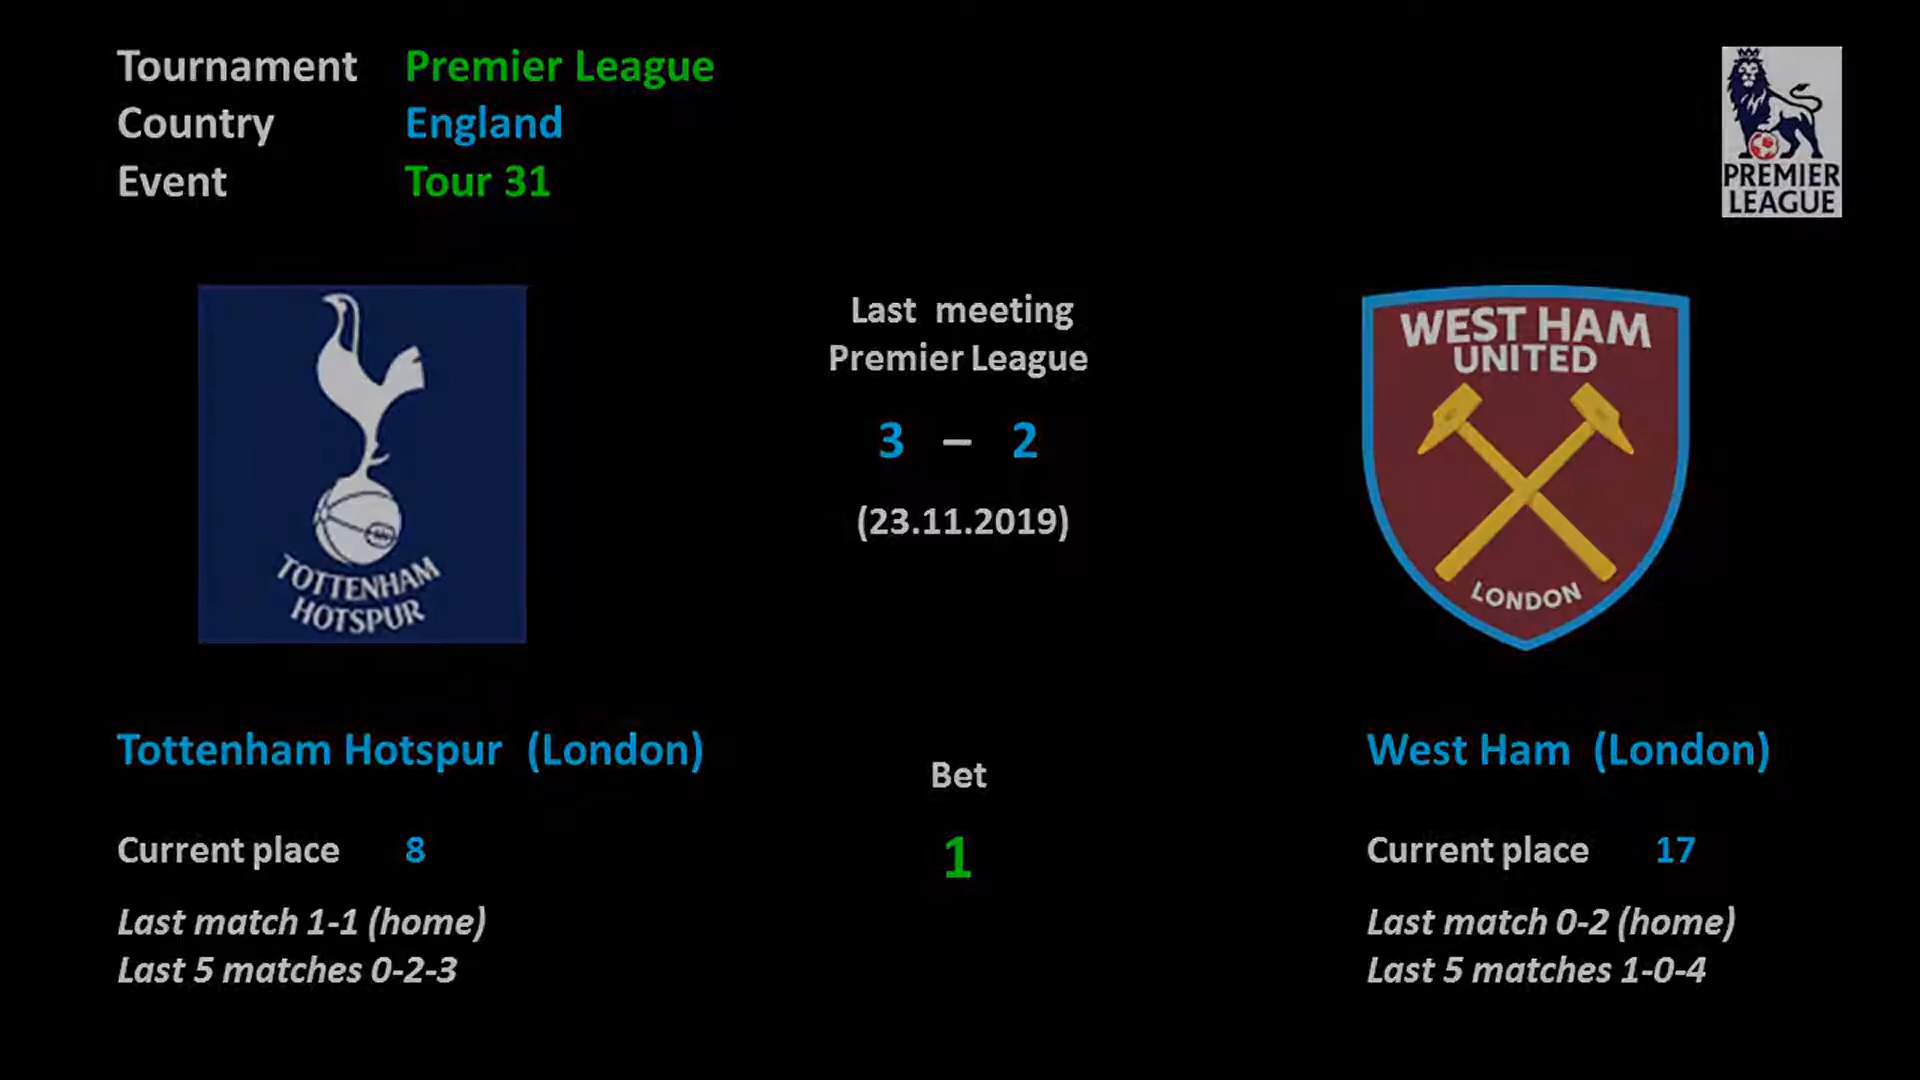 Tournament Premier League
Country England
Event Tour 31
PREMIER
LEAGUE
Last meeting
Premier League
3 – 2
(23.11.2019)
TOTTENHAM
HOTSPUR
WEST HAM
UNITED
LONDON
Tottenham Hotspur (London)
Current place 8
Last match 1-1 (home)
Last 5 matches 0-2-3
Bet
1
West Ham (London)
Current place 17
Last match 0-2 (home)
Last 5 matches 1-0-4